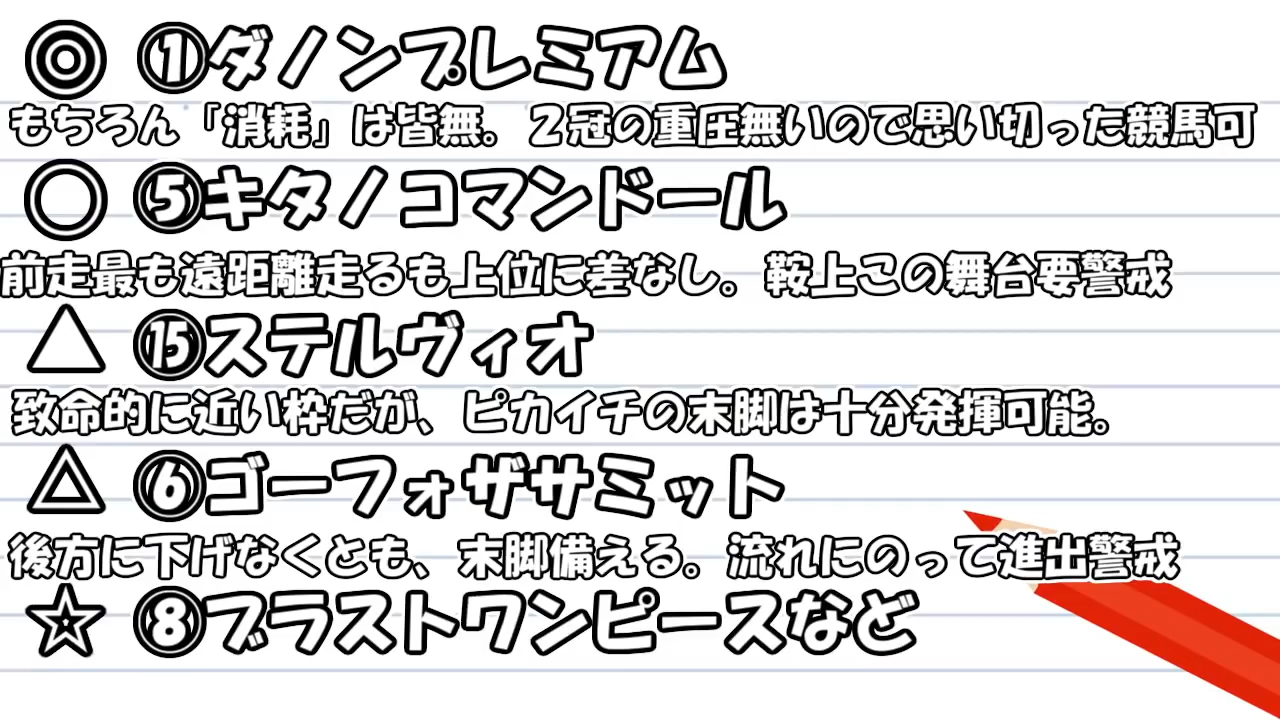 ◎ ①ダノンプレミアム
もちろん「消耗」は皆無。２冠の重圧無いので思い切った競馬可
○ ⑤キタノコマンドール
前走最も遠距離走るも上位に差なし。鞍上この舞台要警戒
△ ⑮ステルヴィオ
致命的に近い枠だが、ピカイチの末脚は十分発揮可能。
△ ⑥ゴーフォザサミット
後方に下げなくとも、末脚備える。流れにのって進出警戒
☆ ⑧ブラストワンピースなど